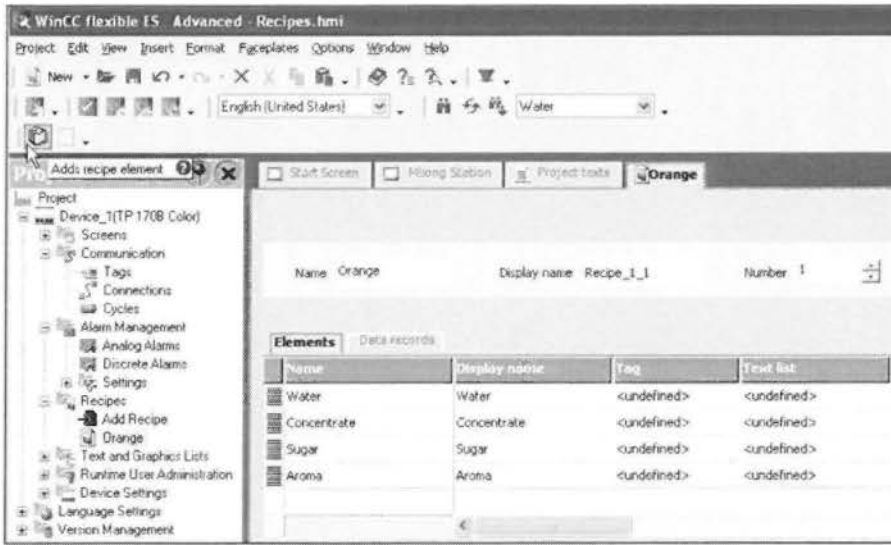 WinCC flexible ES Advanced - Recipes.hmi
Project Edit View Insert Format Faceplates Options Window Help
New
English (United States) Water
Adds recipe element
Start Screen Mixing Station Project texts Orange
Project
Device_1(TP 170B Color)
Screens
Communication
Tags
Connections
Cycles
Alarm Management
Analog Alarms
Discrete Alarms
Settings
Recipes
Add Recipe
Orange
Text and Graphics Lists
Runtime User Administration
Device Settings
Language Settings
Version Management
Name Orange Display name Recipe_1_1 Number 1
Elements Data records
Name Display name Tag Text list
Water Water <undefined> <undefined>
Concentrate Concentrate <undefined> <undefined>
Sugar Sugar <undefined> <undefined>
Aroma Aroma <undefined> <undefined>